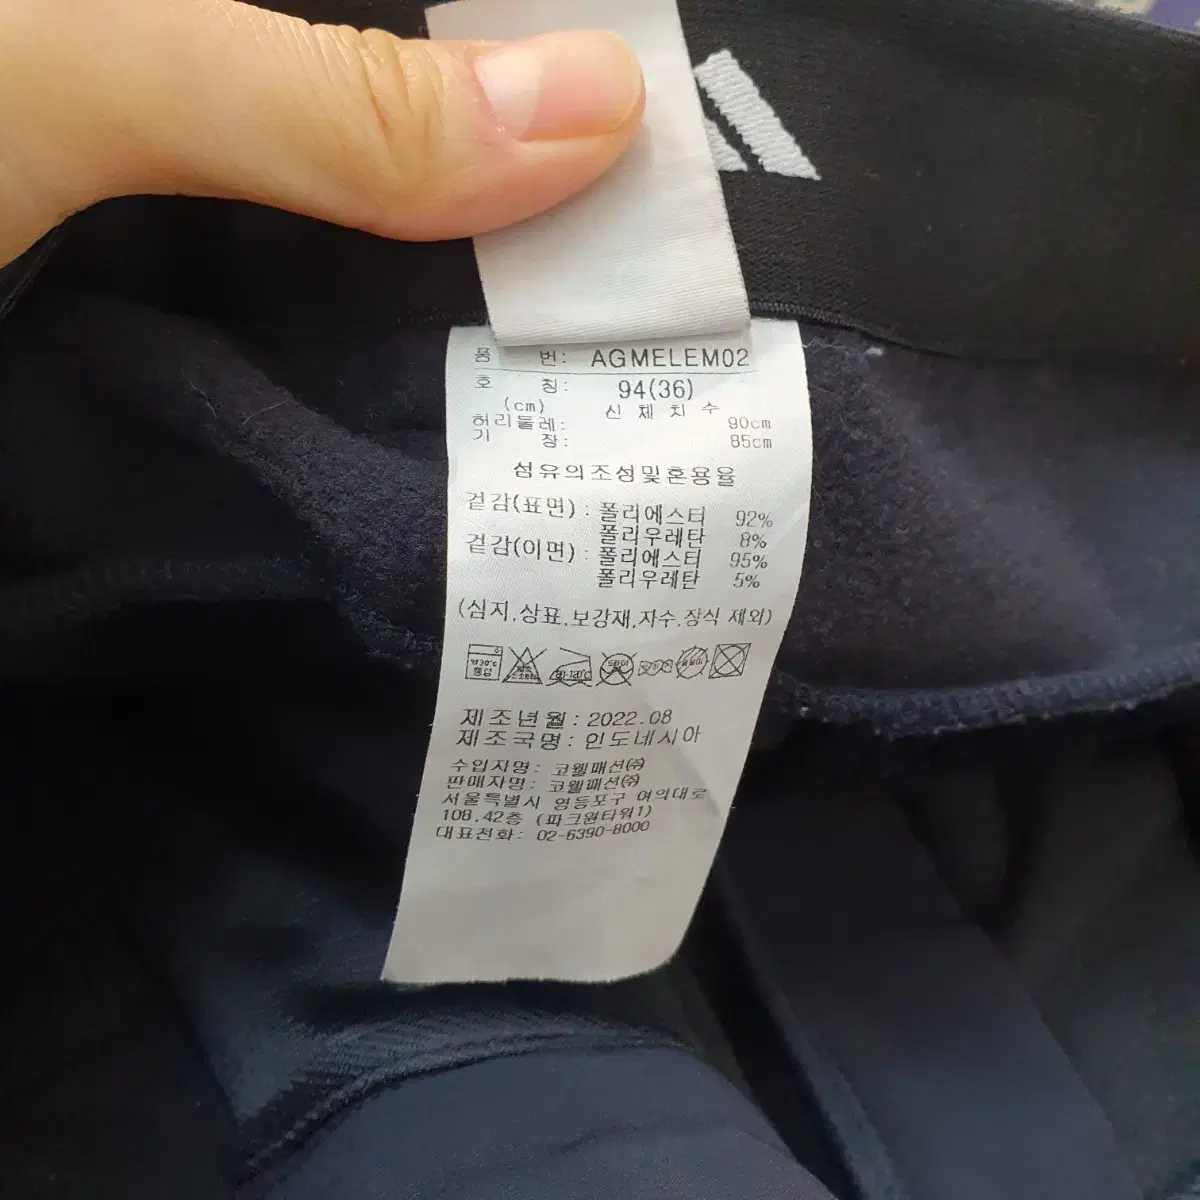 품 번: AGMELEM02
호 칭: 94(36)
(cm) 신 체 치 수
허리둘레: 90cm
기 장: 85cm
섬유의조성및혼용율
겉감(표면) : 폴리에스터 92%
폴리우레탄 8%
겉감(이면) : 폴리에스터 95%
폴리우레탄 5%
(심지,상표,보강재,자수,장식 제외)
제조년월: 2022.08
제조국명: 인도네시아
수입자명: 코웰패션㈜
판매자명: 코웰패션㈜
서울특별시 영등포구 여의대로
108,42층 (파크원타워1)
대표전화: 02-6390-8000